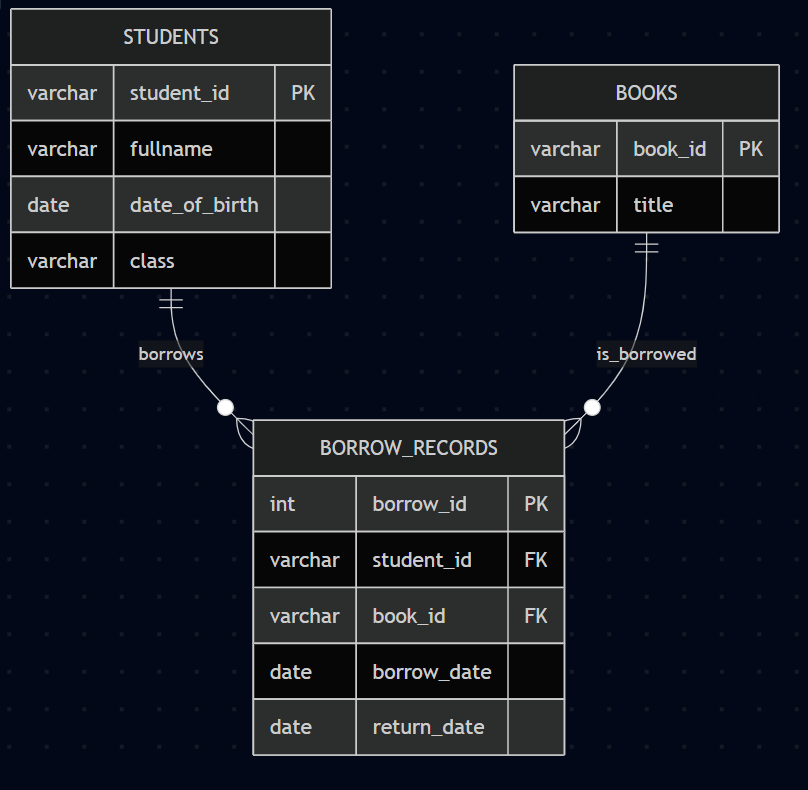 STUDENTS
varchar student_id PK
varchar fullname
date date_of_birth
varchar class
BOOKS
varchar book_id PK
varchar title
borrows
is_borrowed
BORROW_RECORDS
int borrow_id PK
varchar student_id FK
varchar book_id FK
date borrow_date
date return_date